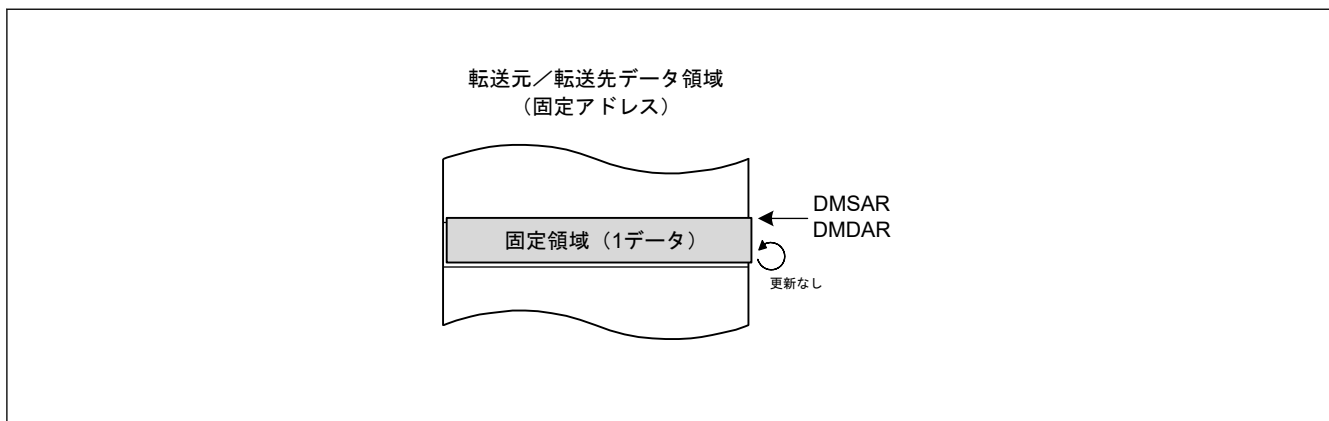 転送元／転送先データ領域
（固定アドレス）
DMSAR
DMDAR
固定領域（1データ）
更新なし